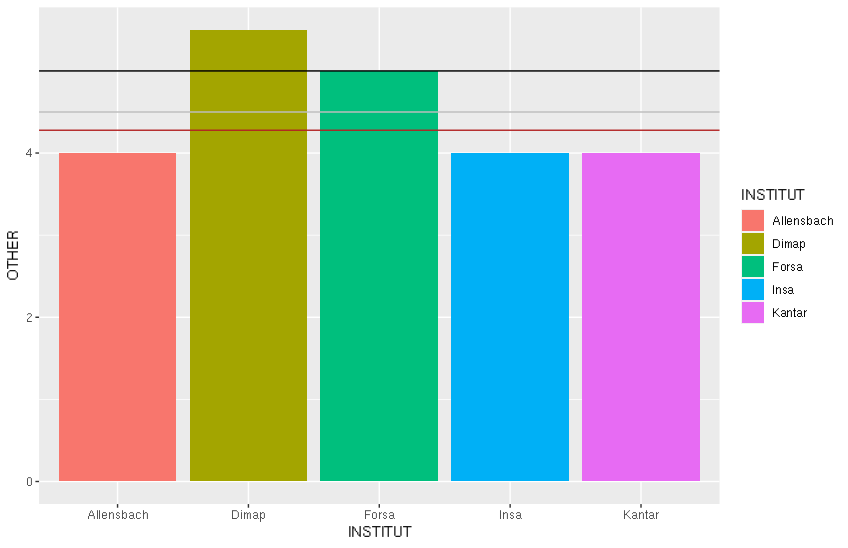 OTHER
4
2
0
Allensbach
Dimap
Forsa
Insa
Kantar
INSTITUT
INSTITUT
Allensbach
Dimap
Forsa
Insa
Kantar